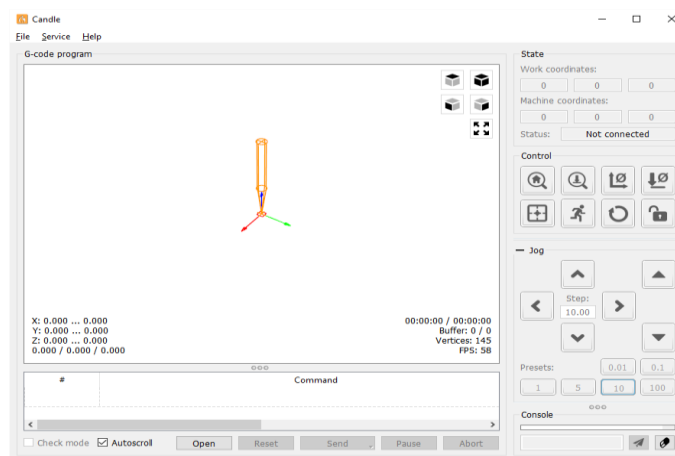 Candle
File Service Help
G-code program
X: 0.000 ... 0.000
Y: 0.000 ... 0.000
Z: 0.000 ... 0.000
0.000 / 0.000 / 0.000
00:00:00 / 00:00:00
Buffer: 0 / 0
Vertices: 145
FPS: 58
# Command
Check mode Autoscroll Open Reset Send Pause Abort
State
Work coordinates:
0 0 0
Machine coordinates:
0 0 0
Status: Not connected
Control
Jog
Step:
10.00
Presets: 0.01 0.1
1 5 10 100
Console